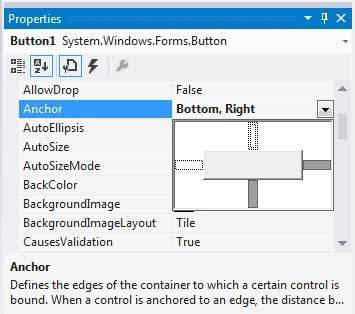 Properties
Button1 System.Windows.Forms.Button
AllowDrop False
Anchor Bottom, Right
AutoEllipsis
AutoSize
AutoSizeMode
BackColor
BackgroundImage
BackgroundImageLayout Tile
CausesValidation True
Anchor
Defines the edges of the container to which a certain control is
bound. When a control is anchored to an edge, the distance b...